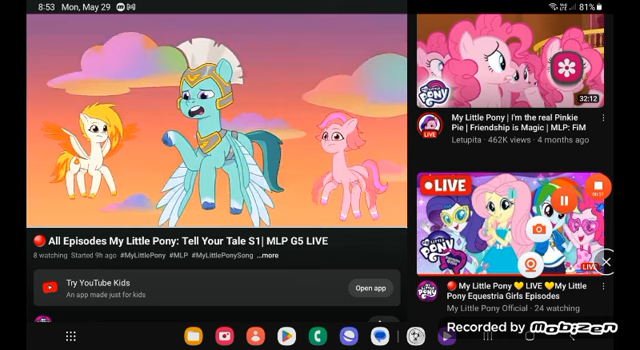 8:53 Mon, May 29
81%
32:12
LIVE
My Little Pony | I'm the real Pinkie
Pie | Friendship is Magic | MLP: FiM
Letupita · 462K views · 4 months ago
🔴 All Episodes My Little Pony: Tell Your Tale S1| MLP G5 LIVE
8 watching Started 9h ago #MyLittlePony #MLP #MyLittlePonySong ...more
Try YouTube Kids
An app made just for kids
Open app
LIVE
LIVE
🔴 My Little Pony 💛 LIVE 💛My Little
Pony Equestria Girls Episodes
My Little Pony Official · 24 watching
Recorded by Mobizen